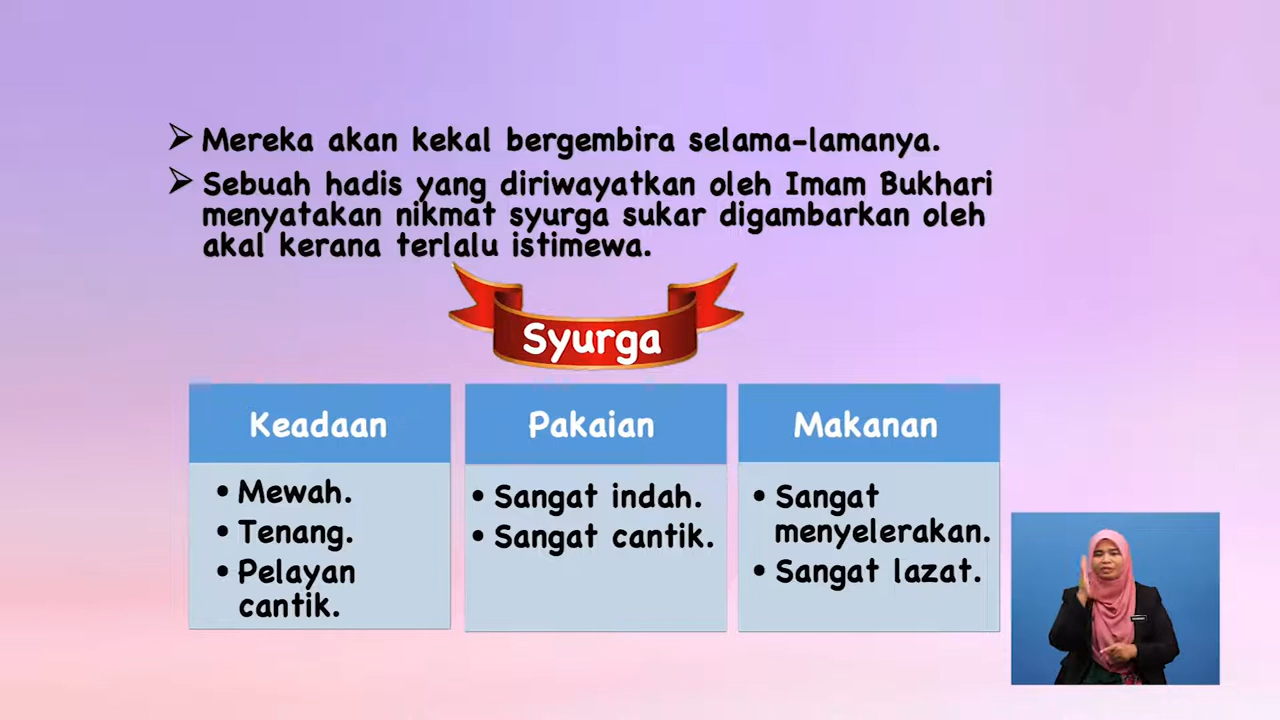 ➢ Mereka akan kekal bergembira selama-lamanya.
➢ Sebuah hadis yang diriwayatkan oleh Imam Bukhari
menyatakan nikmat syurga sukar digambarkan oleh
akal kerana terlalu istimewa.
Syurga
Keadaan
• Mewah.
• Tenang.
• Pelayan
cantik.
Pakaian
• Sangat indah.
• Sangat cantik.
Makanan
• Sangat
menyelerakan.
• Sangat lazat.